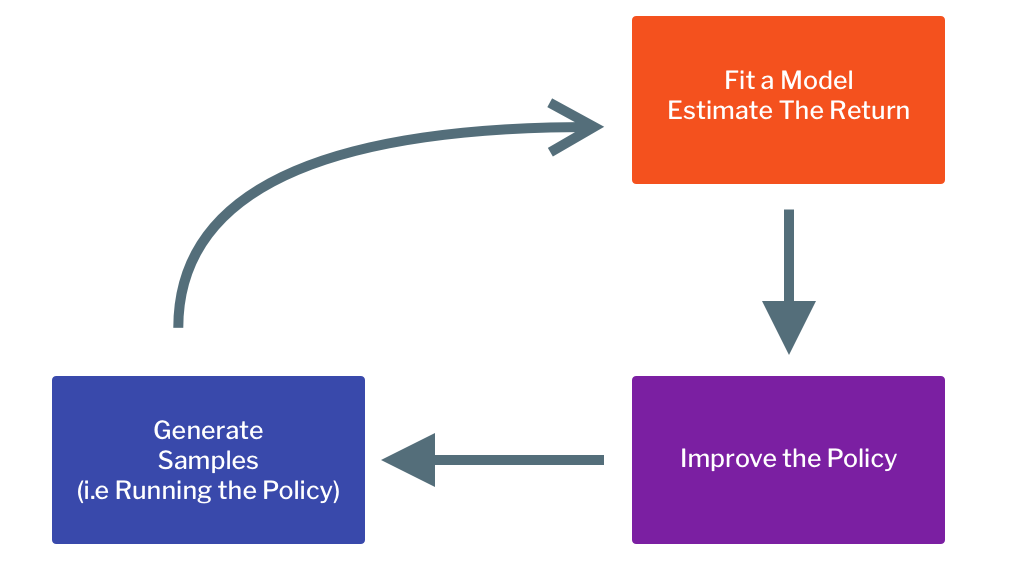 Fit a Model
Estimate The Return
Generate
Samples
(i.e Running the Policy)
Improve the Policy